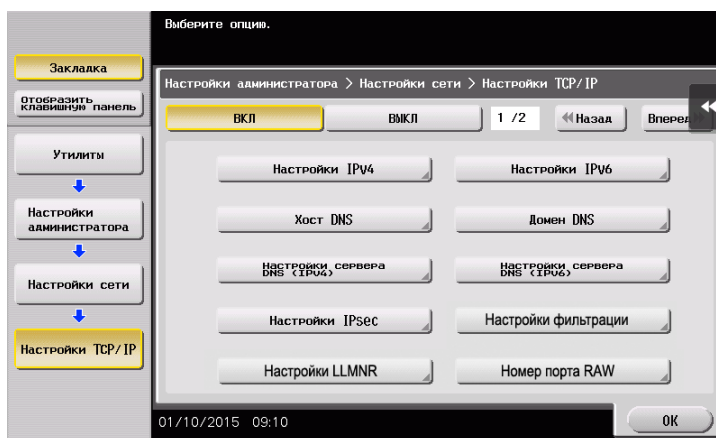 Выберите опцию.
Закладка
Отобразить
клавишную панель
Настройки администратора > Настройки сети > Настройки TCP/IP
ВКЛ
ВЫКЛ
1 /2
Назад
Вперед
Утилиты
Настройки
администратора
Настройки сети
Настройки TCP/IP
Настройки IPv4
Настройки IPv6
Хост DNS
Домен DNS
Настройки сервера
DNS (IPv4)
Настройки сервера
DNS (IPv6)
Настройки IPsec
Настройки фильтрации
Настройки LLMNR
Номер порта RAW
01/10/2015 09:10
OK